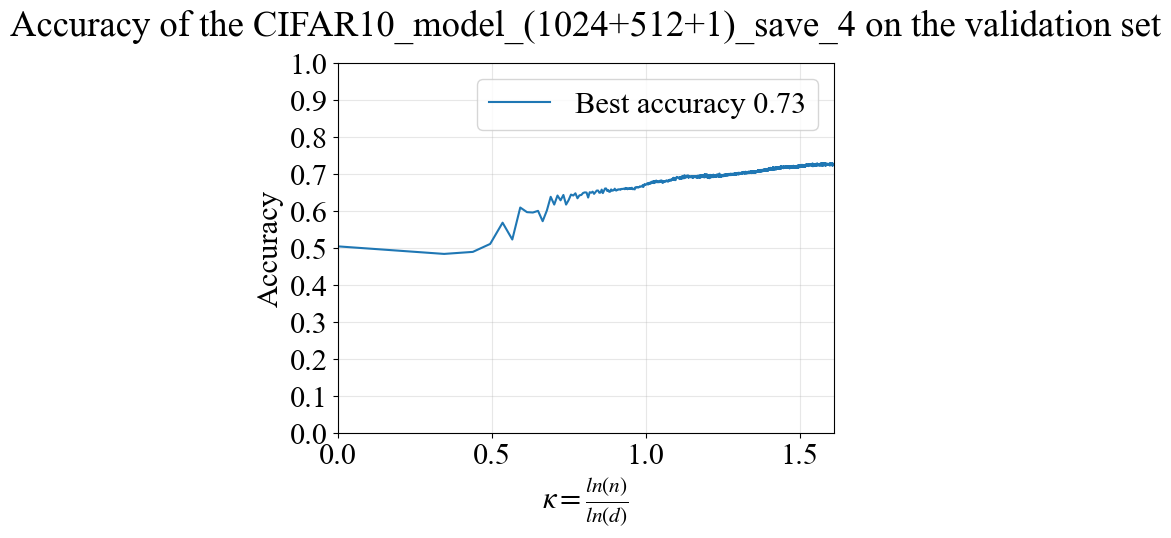 Accuracy of the CIFAR10_model_(1024+512+1)_save_4 on the validation set
Best accuracy 0.73
Accuracy
1.0
0.9
0.8
0.7
0.6
0.5
0.4
0.3
0.2
0.1
0.0
0.0 0.5 1.0 1.5
κ = ln(n)/ln(d)